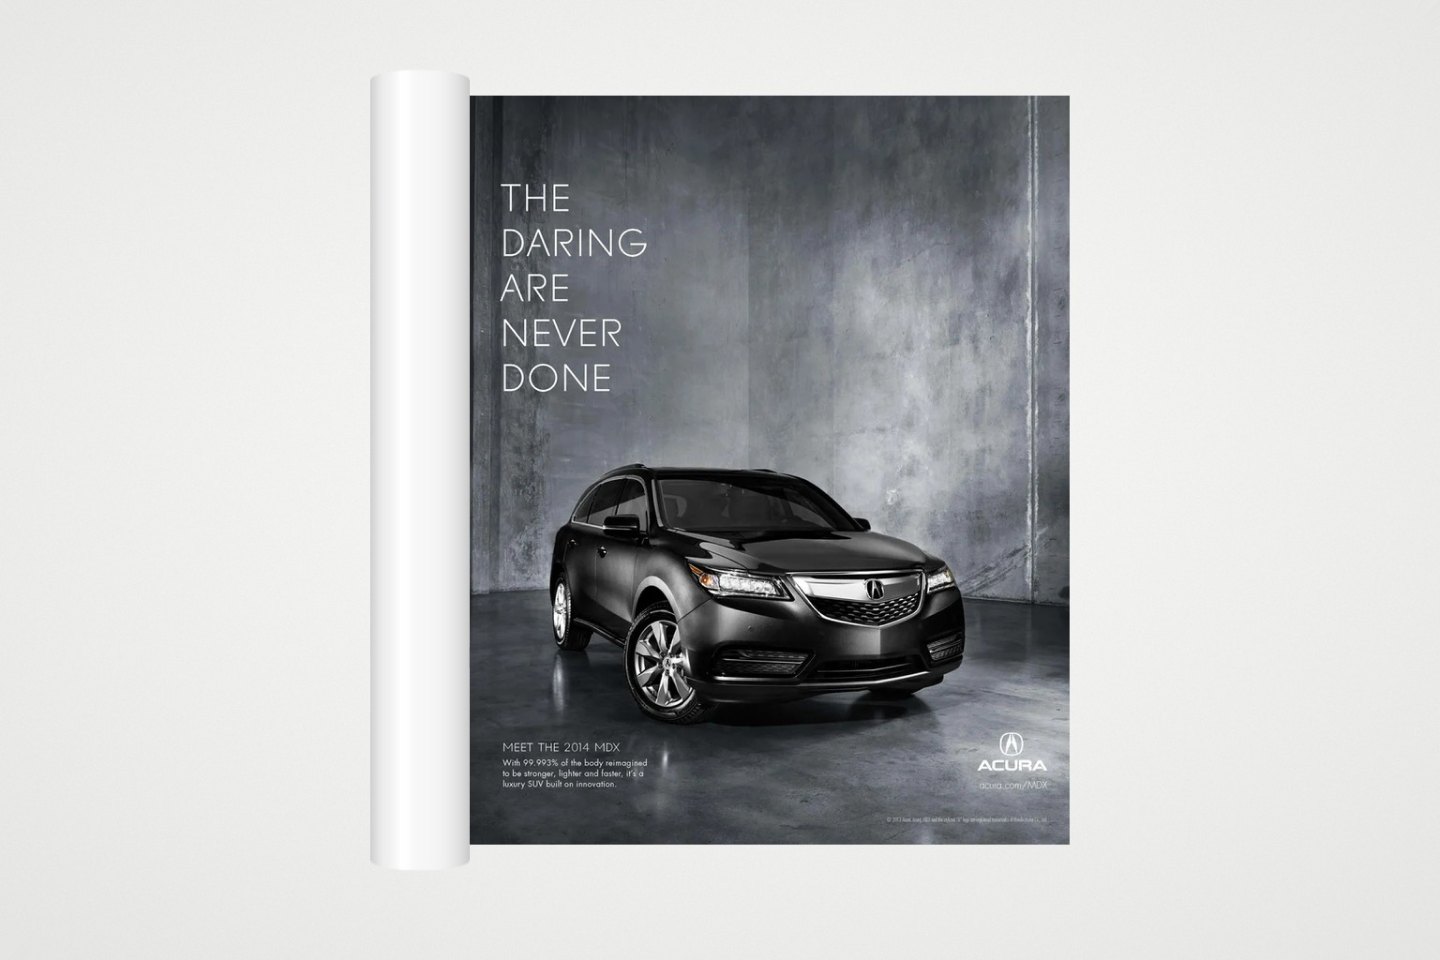 THE
DARING
ARE
NEVER
DONE
MEET THE 2014 MDX
With 99.993% of the body reimagined
to be stronger, lighter and faster, it's a
luxury SUV built on innovation.
ACURA
acura.com/MDX